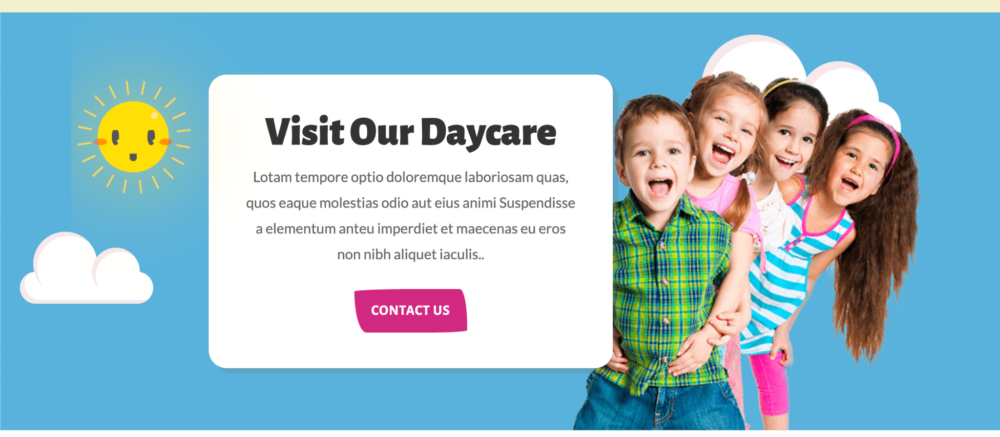 Visit Our Daycare
Lotam tempore optio doloremque laboriosam quas,
quos eaque molestias odio aut eius animi Suspendisse
a elementum anteu imperdiet et maecenas eu eros
non nibh aliquet iaculis..
CONTACT US